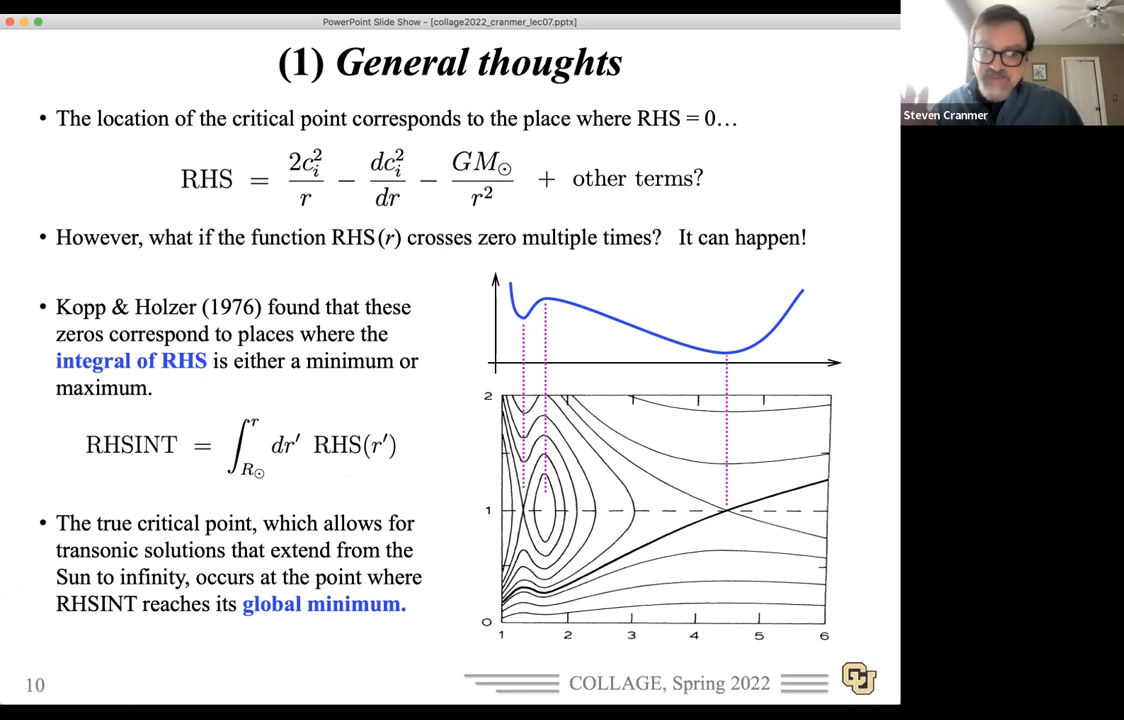 PowerPoint Slide Show - [collage2022_cranmer_lec07.pptx]
(1) General thoughts
• The location of the critical point corresponds to the place where RHS = 0…
RHS = 2c_i^2/r − dc_i^2/dr − GM_⊙/r^2 + other terms?
• However, what if the function RHS(r) crosses zero multiple times? It can happen!
• Kopp & Holzer (1976) found that these
zeros correspond to places where the
integral of RHS is either a minimum or
maximum.
RHSINT = ∫_{R_⊙}^{r} dr′ RHS(r′)
• The true critical point, which allows for
transonic solutions that extend from the
Sun to infinity, occurs at the point where
RHSINT reaches its global minimum.
2
1
0
1 2 3 4 5 6
10
COLLAGE, Spring 2022
CU
Steven Cranmer